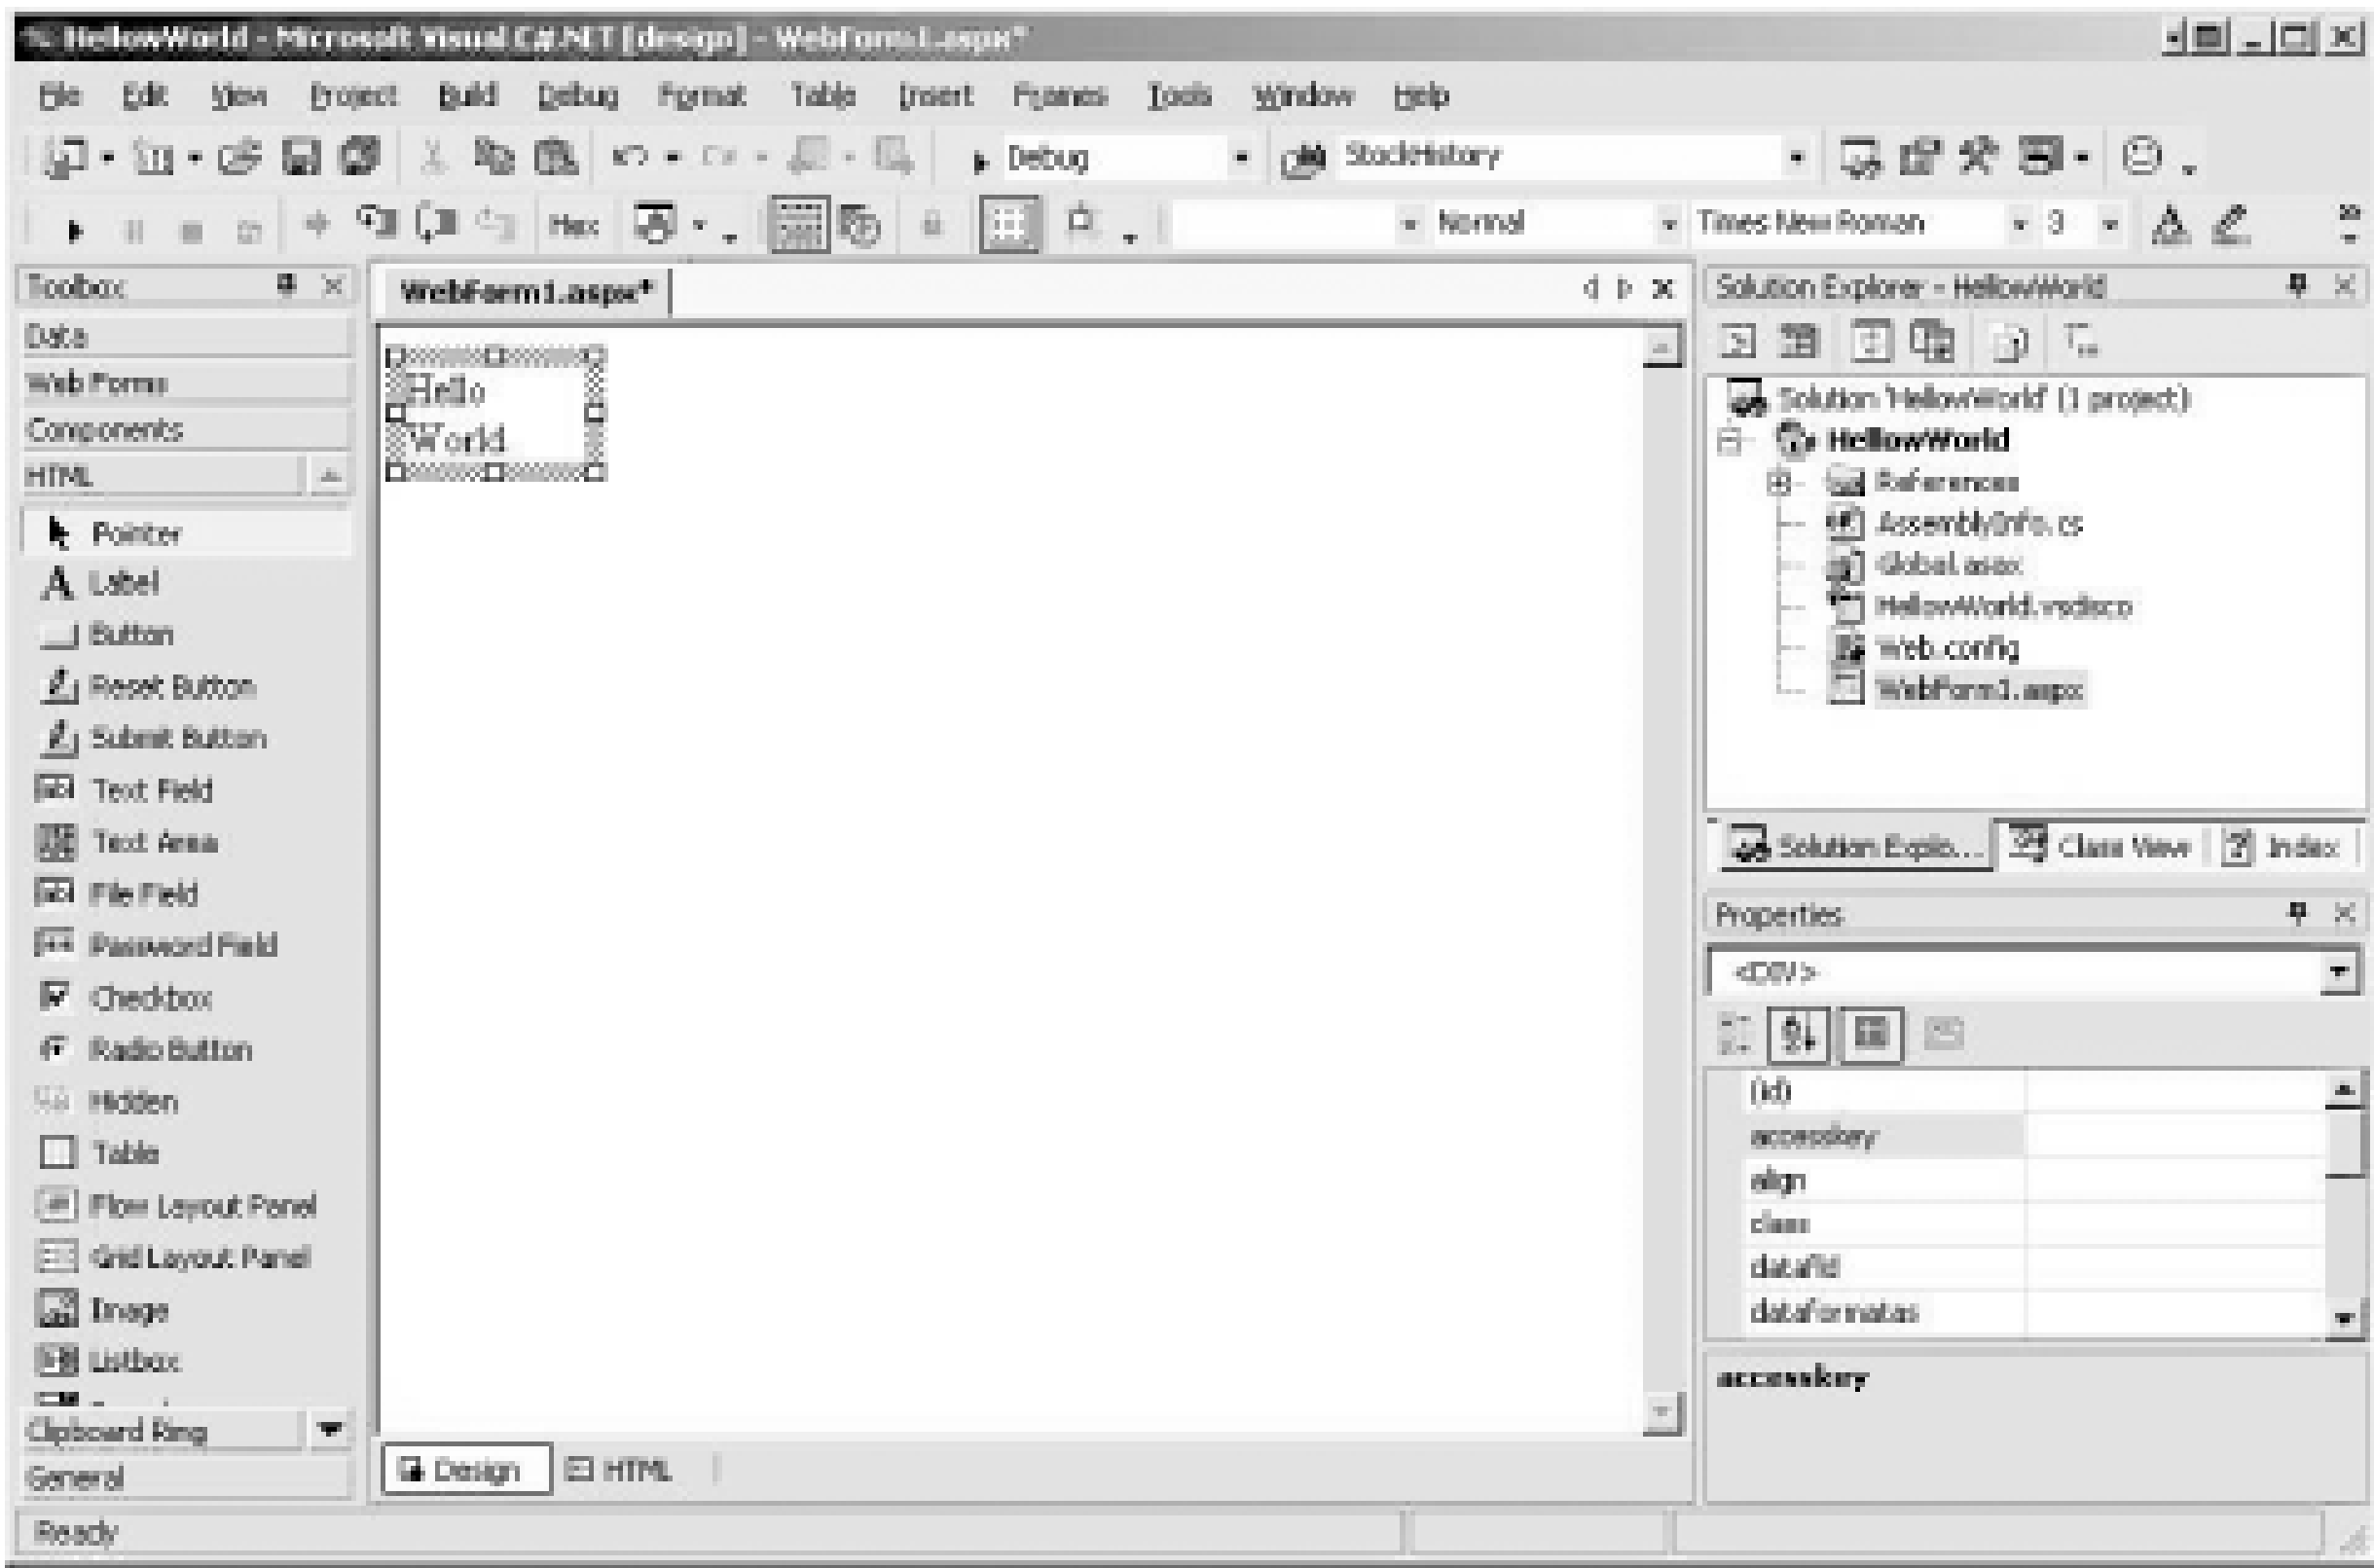 HellowWorld - Microsoft Visual C#.NET [design] - WebForm1.aspx*
File Edit View Project Build Debug Format Table Insert Frames Tools Window Help
Debug StockHistory
Hex Normal Times New Roman 3
Toolbox
Data
Web Forms
Components
HTML
Pointer
Label
Button
Reset Button
Submit Button
Text Field
Text Area
File Field
Password Field
Checkbox
Radio Button
Hidden
Table
Flow Layout Panel
Grid Layout Panel
Image
Listbox
Clipboard Ring
General
WebForm1.aspx*
Hello
World
Design HTML
Solution Explorer - HellowWorld
Solution 'HellowWorld' (1 project)
HellowWorld
References
AssemblyInfo.cs
Global.asax
HellowWorld.vsdisco
Web.config
WebForm1.aspx
Solution Explo... Class View Index
Properties
<DIV>
(id)
accesskey
align
class
datafld
dataformatas
accesskey
Ready